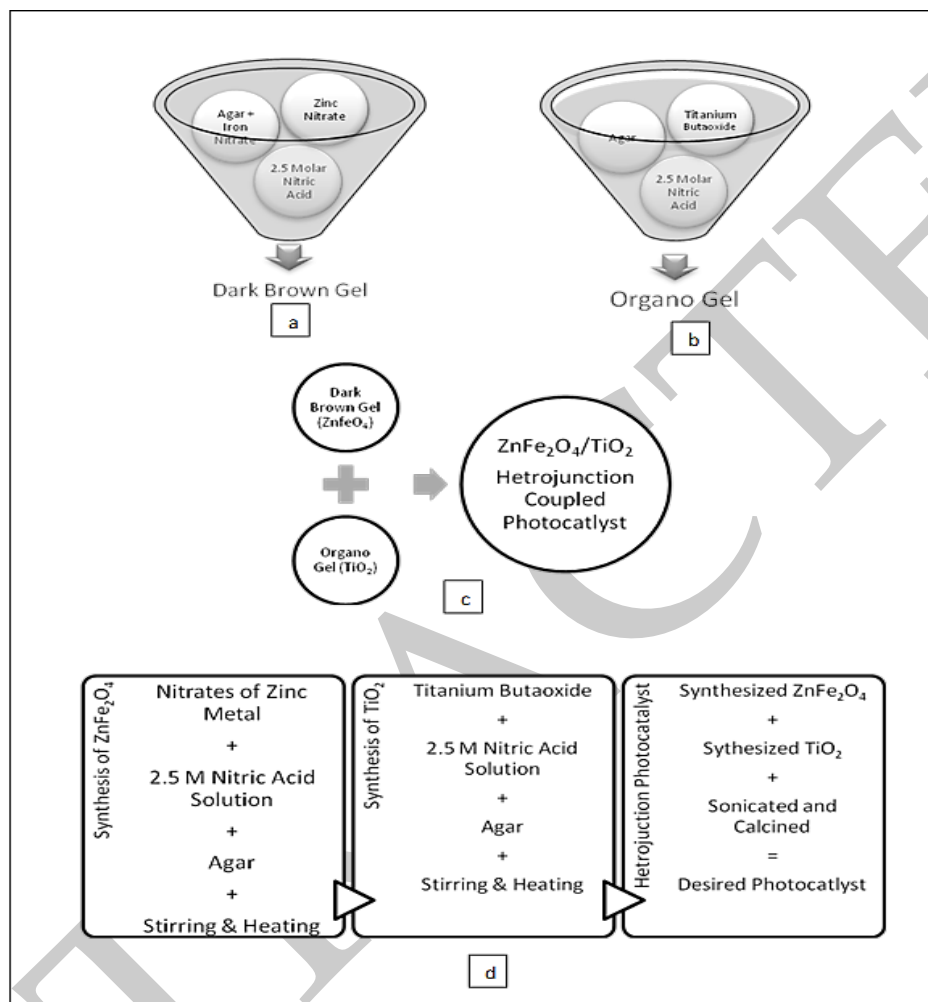 Agar +
Iron
Nitrate
Zinc
Nitrate
2.5 Molar
Nitric
Acid
Dark Brown Gel
a
Agar
Titanium
Butaoxide
2.5 Molar
Nitric
Acid
Organo Gel
b
Dark
Brown Gel
(ZnfeO₄)
Organo
Gel (TiO₂)
ZnFe₂O₄/TiO₂
Hetrojunction
Coupled
Photocatlyst
c
Synthesis of ZnFe₂O₄
Nitrates of Zinc
Metal
+
2.5 M Nitric Acid
Solution
+
Agar
+
Stirring & Heating
Synthesis of TiO₂
Titanium Butaoxide
+
2.5 M Nitric Acid
Solution
+
Agar
+
Stirring & Heating
Hetrojuction Photocatalyst
Synthesized ZnFe₂O₄
+
Sythesized TiO₂
+
Sonicated and
Calcined
=
Desired Photocatlyst
d